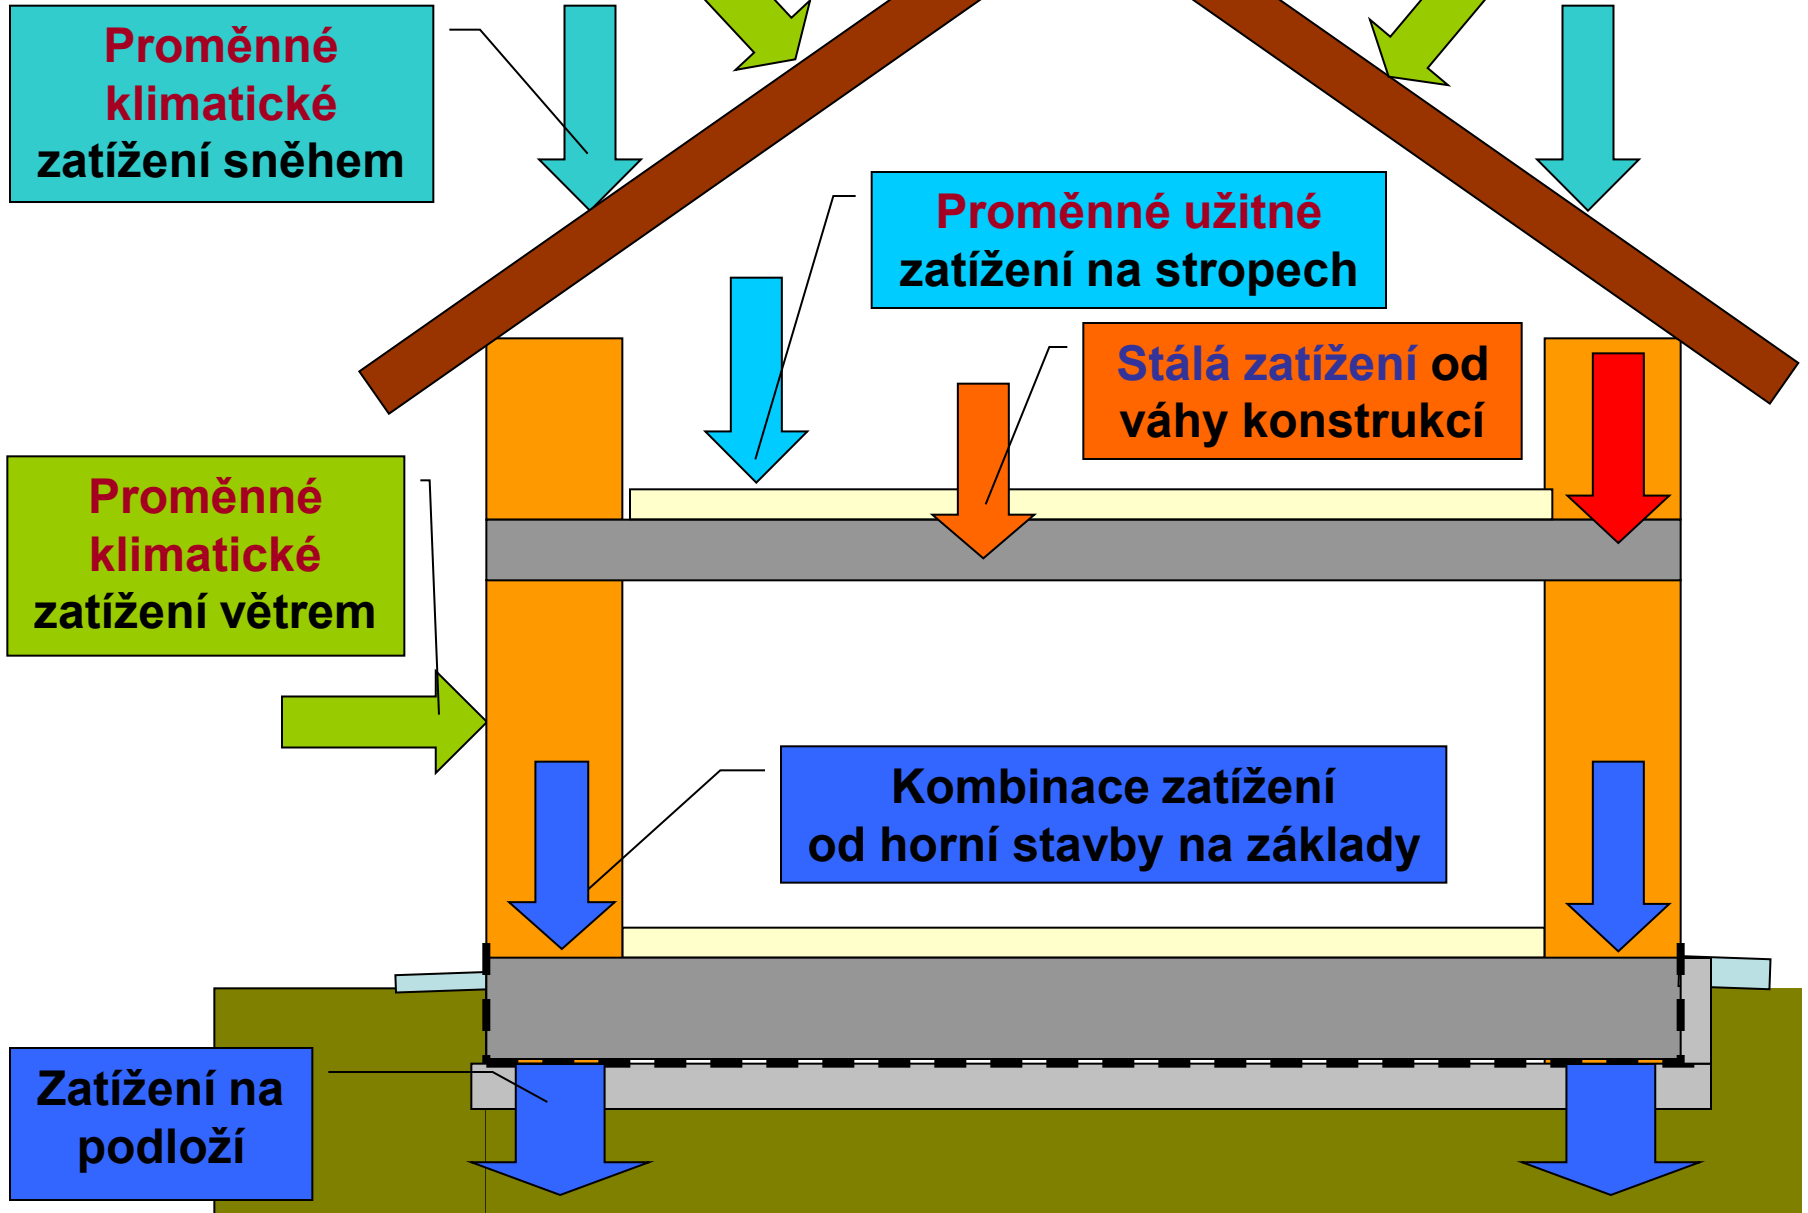 Proměnné
klimatické
zatížení sněhem
Proměnné užitné
zatížení na stropech
Stálá zatížení od
váhy konstrukcí
Proměnné
klimatické
zatížení větrem
Kombinace zatížení
od horní stavby na základy
Zatížení na
podloží